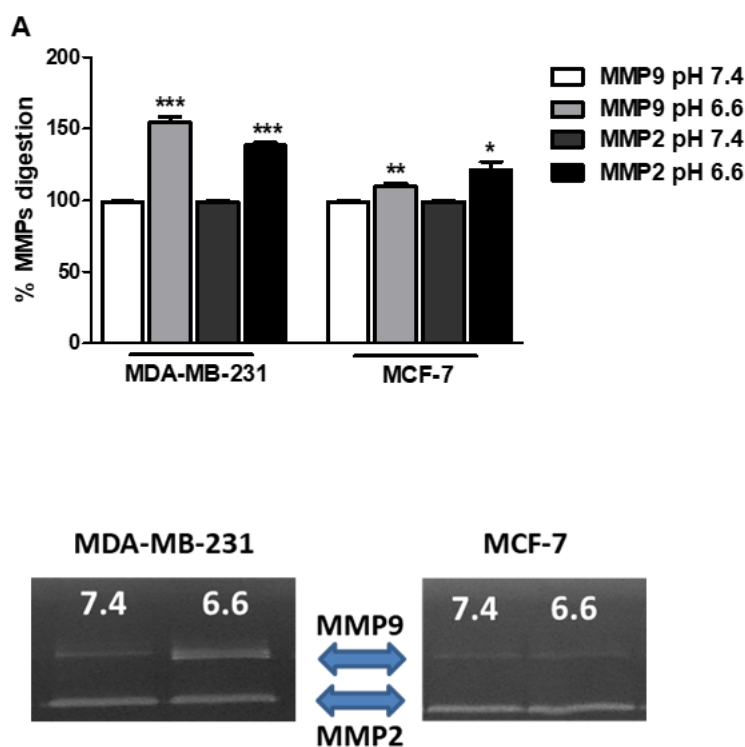 A
% MMPs digestion
200
150
100
50
0
***
***
**
*
MDA-MB-231
MCF-7
MMP9 pH 7.4
MMP9 pH 6.6
MMP2 pH 7.4
MMP2 pH 6.6
MDA-MB-231
MCF-7
7.4 6.6
MMP9
MMP2
7.4 6.6